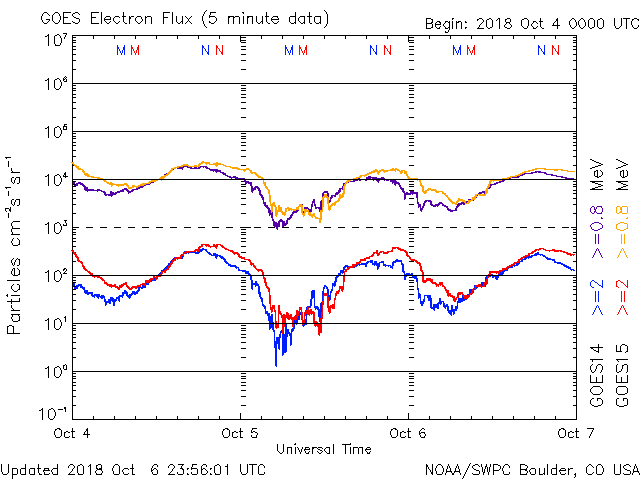 GOES Electron Flux (5 minute data)
Begin: 2018 Oct 4 0000 UTC
M M N N M M N N M M N N
10⁷
10⁶
10⁵
10⁴
10³
10²
10¹
10⁰
10⁻¹
Particles cm⁻²s⁻¹sr⁻¹
Oct 4 Oct 5 Oct 6 Oct 7
Universal Time
GOES14 >=2 >=0.8 MeV
GOES15 >=2 >=0.8 MeV
Updated 2018 Oct 6 23:56:01 UTC
NOAA/SWPC Boulder, CO USA